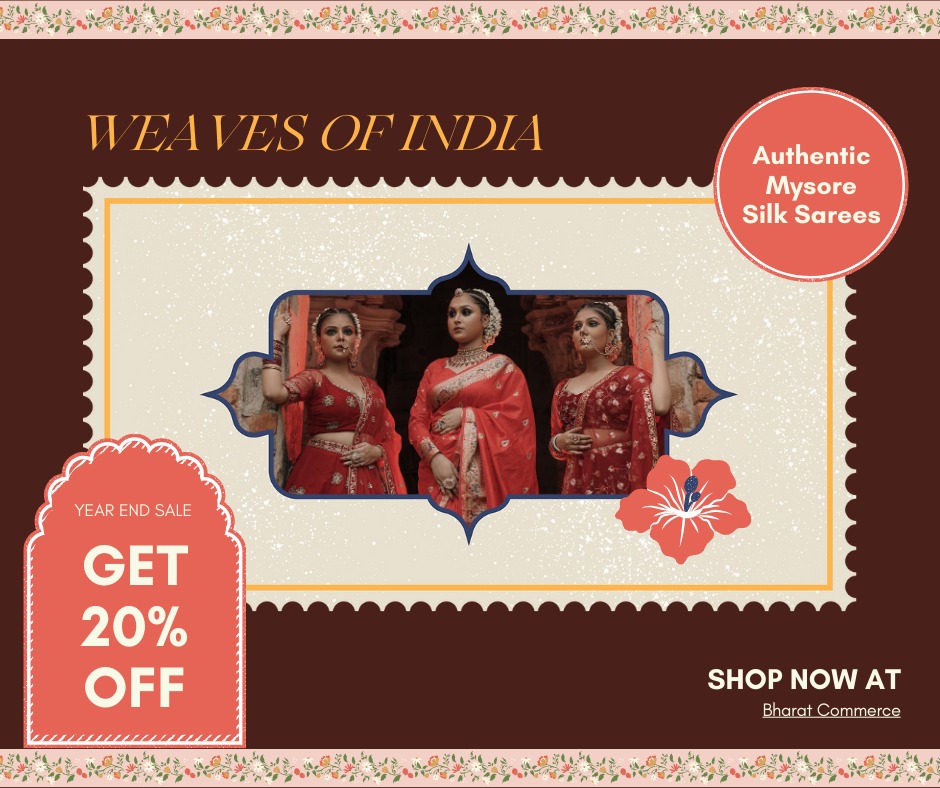 WEAVES OF INDIA
Authentic
Mysore
Silk Sarees
YEAR END SALE
GET
20%
OFF
SHOP NOW AT
Bharat Commerce